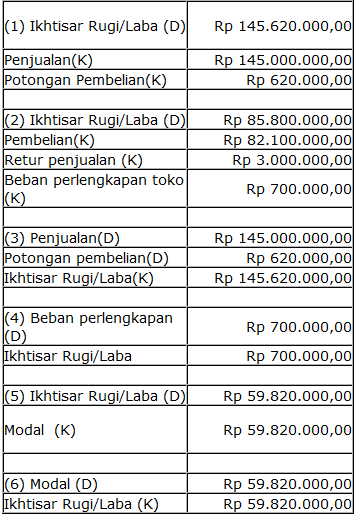 (1) Ikhtisar Rugi/Laba (D) Rp 145.620.000,00
Penjualan(K) Rp 145.000.000,00
Potongan Pembelian(K) Rp 620.000,00
(2) Ikhtisar Rugi/Laba (D) Rp 85.800.000,00
Pembelian(K) Rp 82.100.000,00
Retur penjualan (K) Rp 3.000.000,00
Beban perlengkapan toko
(K) Rp 700.000,00
(3) Penjualan(D) Rp 145.000.000,00
Potongan pembelian(D) Rp 620.000,00
Ikhtisar Rugi/Laba(K) Rp 145.620.000,00
(4) Beban perlengkapan
(D) Rp 700.000,00
Ikhtisar Rugi/Laba Rp 700.000,00
(5) Ikhtisar Rugi/Laba (D) Rp 59.820.000,00
Modal (K) Rp 59.820.000,00
(6) Modal (D) Rp 59.820.000,00
Ikhtisar Rugi/Laba (K) Rp 59.820.000,00